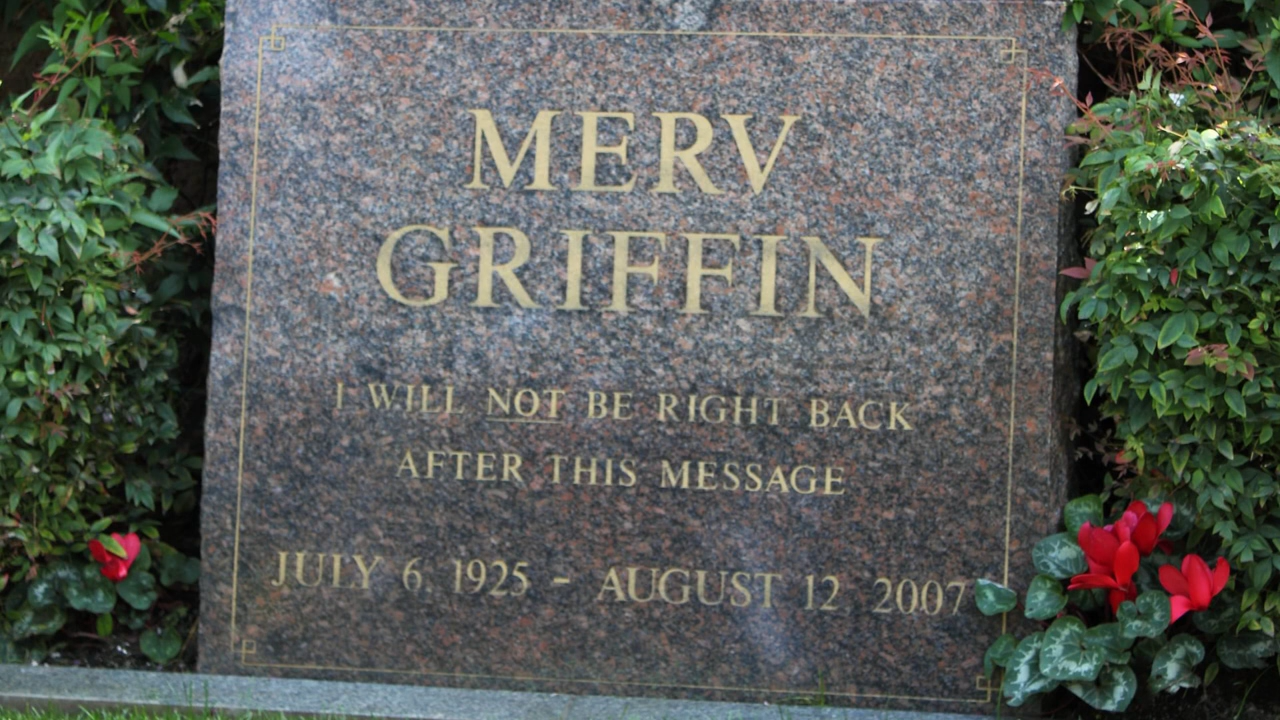 MERV
GRIFFIN
I WILL NOT BE RIGHT BACK
AFTER THIS MESSAGE
JULY 6, 1925 - AUGUST 12 2007